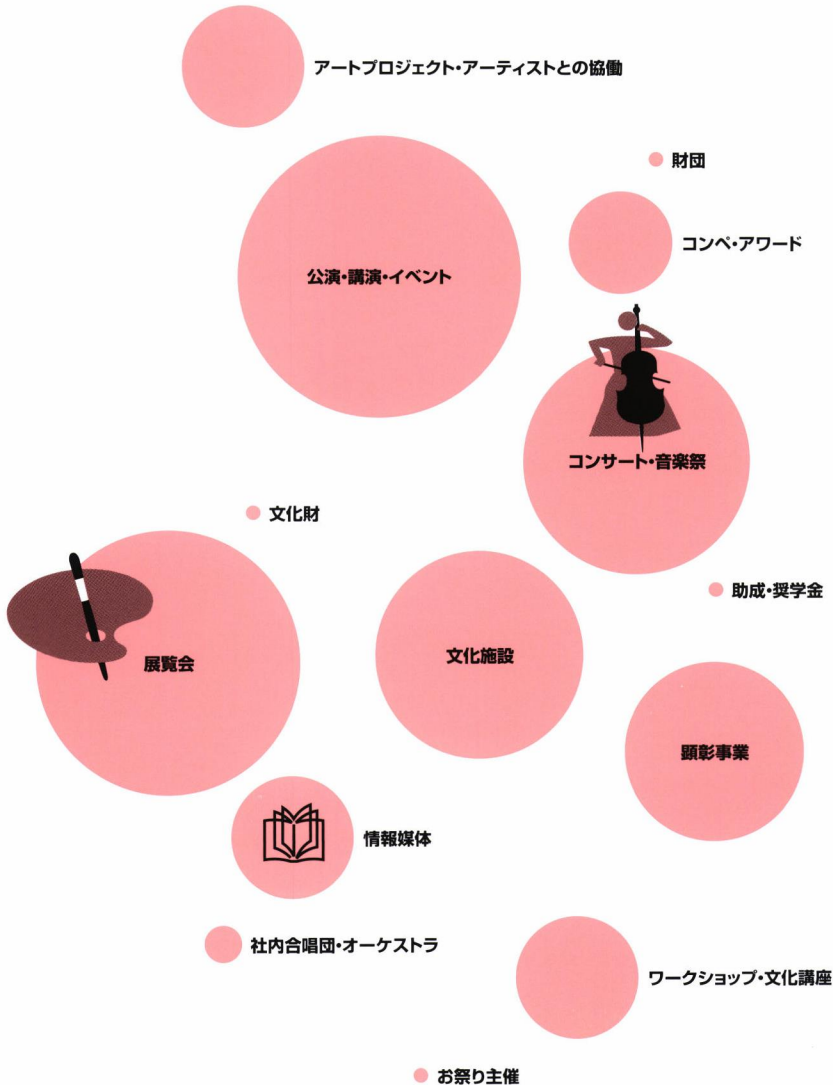 アートプロジェクト・アーティストとの協働
財団
コンペ・アワード
公演・講演・イベント
コンサート・音楽祭
文化財
助成・奨学金
文化施設
展覧会
顕彰事業
情報媒体
社内合唱団・オーケストラ
ワークショップ・文化講座
お祭り主催